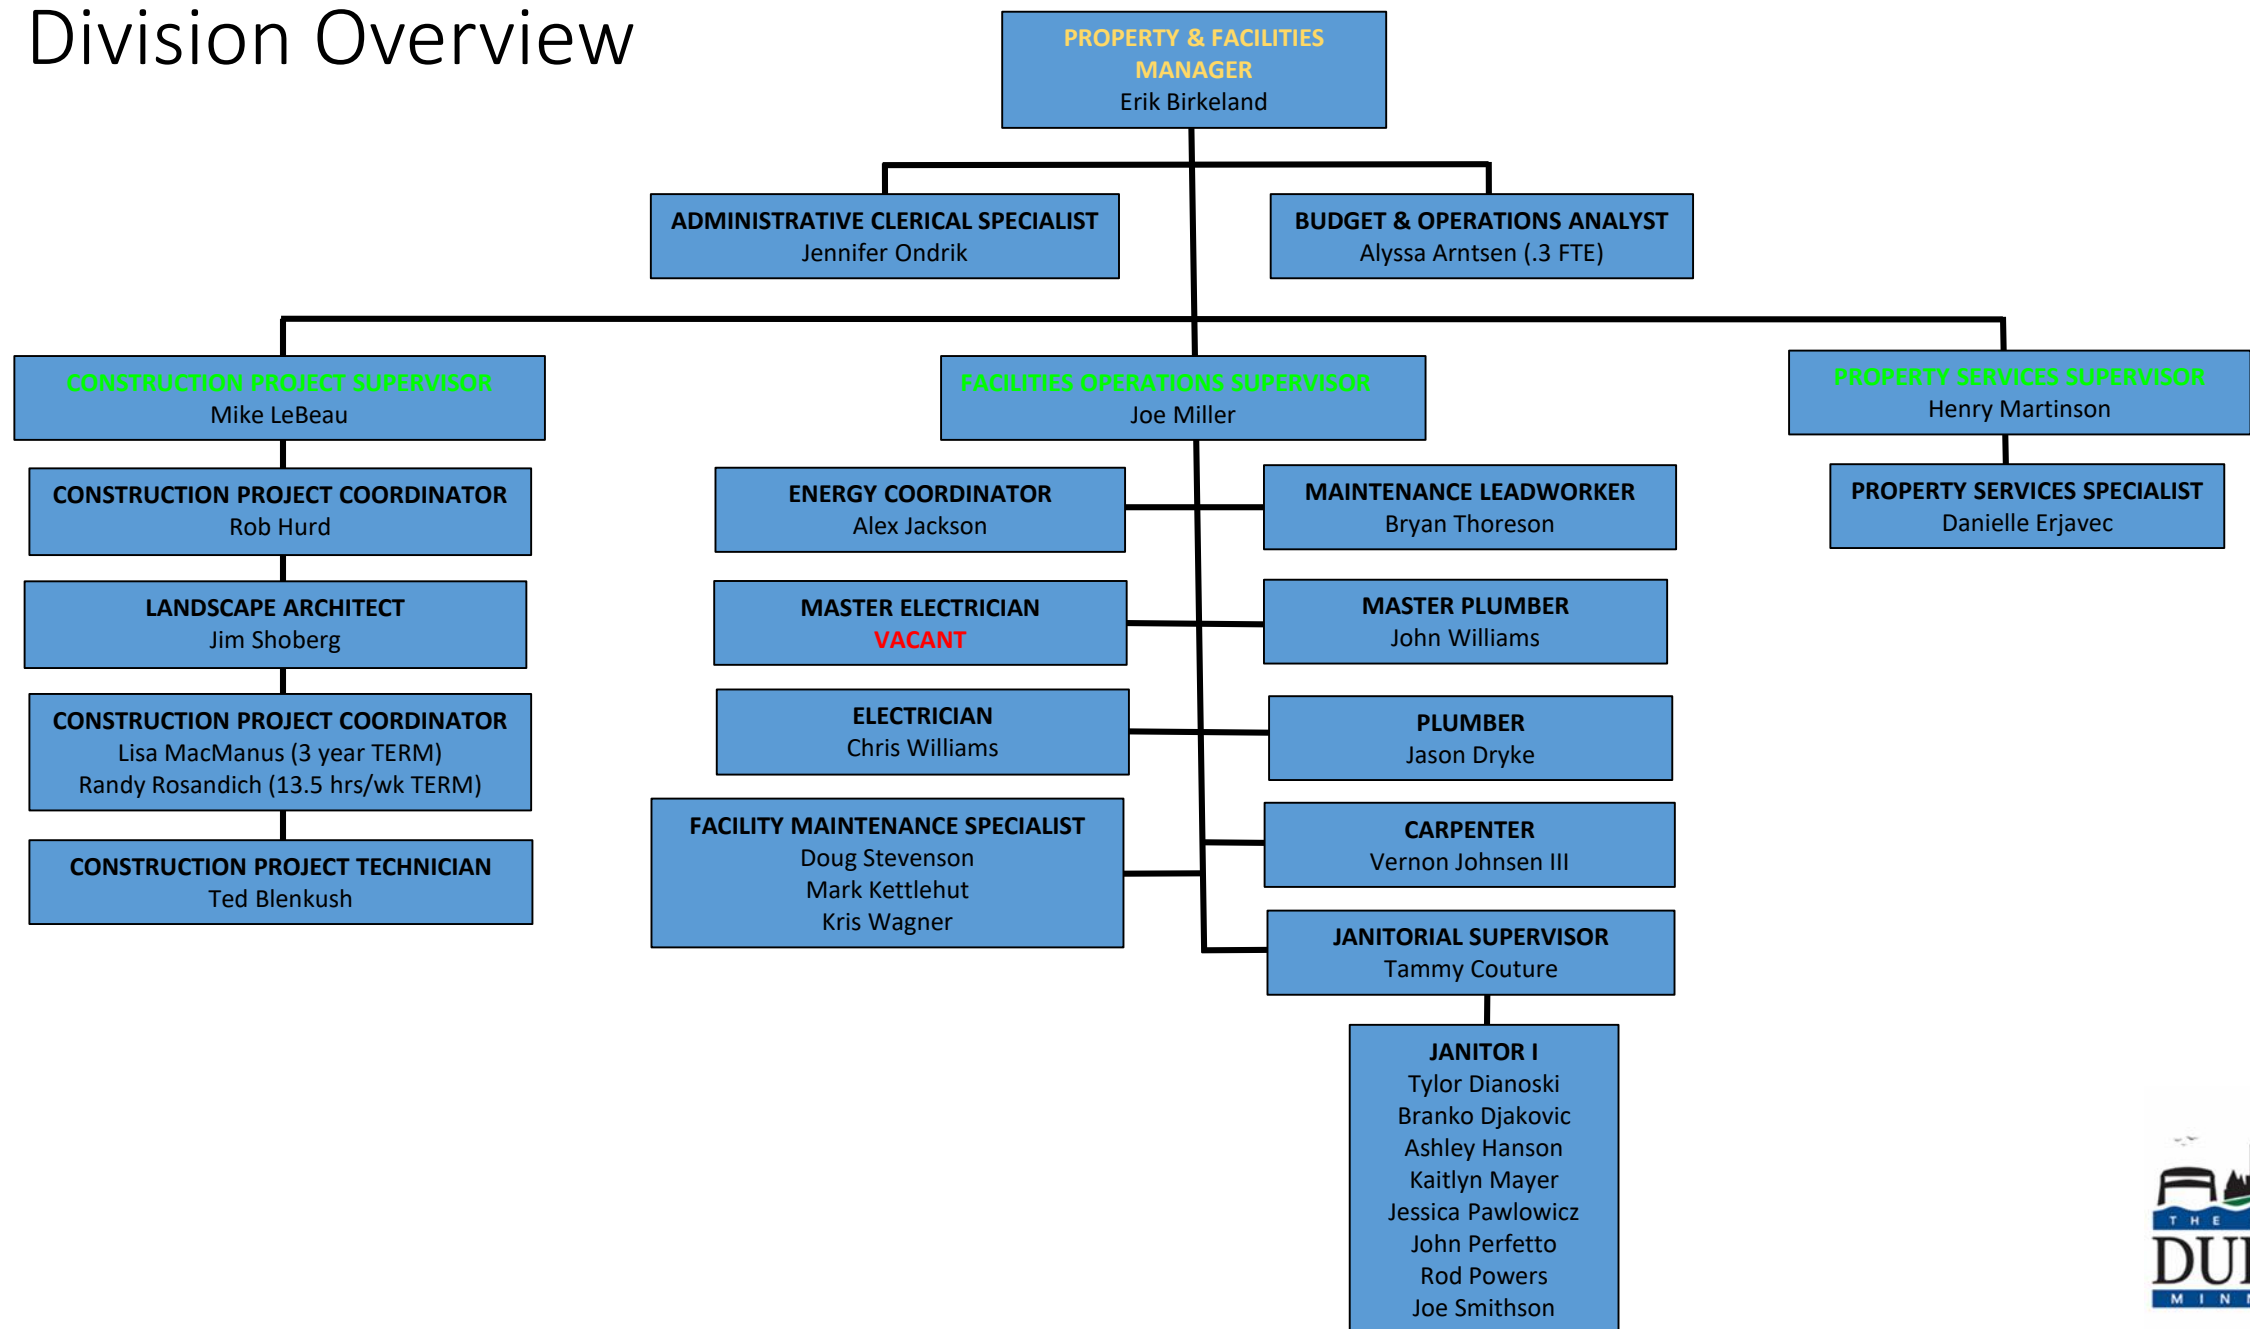 Division Overview
PROPERTY & FACILITIES
MANAGER
Erik Birkeland
ADMINISTRATIVE CLERICAL SPECIALIST
Jennifer Ondrik
BUDGET & OPERATIONS ANALYST
Alyssa Arntsen (.3 FTE)
CONSTRUCTION PROJECT SUPERVISOR
Mike LeBeau
CONSTRUCTION PROJECT COORDINATOR
Rob Hurd
LANDSCAPE ARCHITECT
Jim Shoberg
CONSTRUCTION PROJECT COORDINATOR
Lisa MacManus (3 year TERM)
Randy Rosandich (13.5 hrs/wk TERM)
CONSTRUCTION PROJECT TECHNICIAN
Ted Blenkush
FACILITIES OPERATIONS SUPERVISOR
Joe Miller
ENERGY COORDINATOR
Alex Jackson
MAINTENANCE LEADWORKER
Bryan Thoreson
MASTER ELECTRICIAN
VACANT
MASTER PLUMBER
John Williams
ELECTRICIAN
Chris Williams
PLUMBER
Jason Dryke
FACILITY MAINTENANCE SPECIALIST
Doug Stevenson
Mark Kettlehut
Kris Wagner
CARPENTER
Vernon Johnsen III
JANITORIAL SUPERVISOR
Tammy Couture
JANITOR I
Tylor Dianoski
Branko Djakovic
Ashley Hanson
Kaitlyn Mayer
Jessica Pawlowicz
John Perfetto
Rod Powers
Joe Smithson
PROPERTY SERVICES SUPERVISOR
Henry Martinson
PROPERTY SERVICES SPECIALIST
Danielle Erjavec
THE